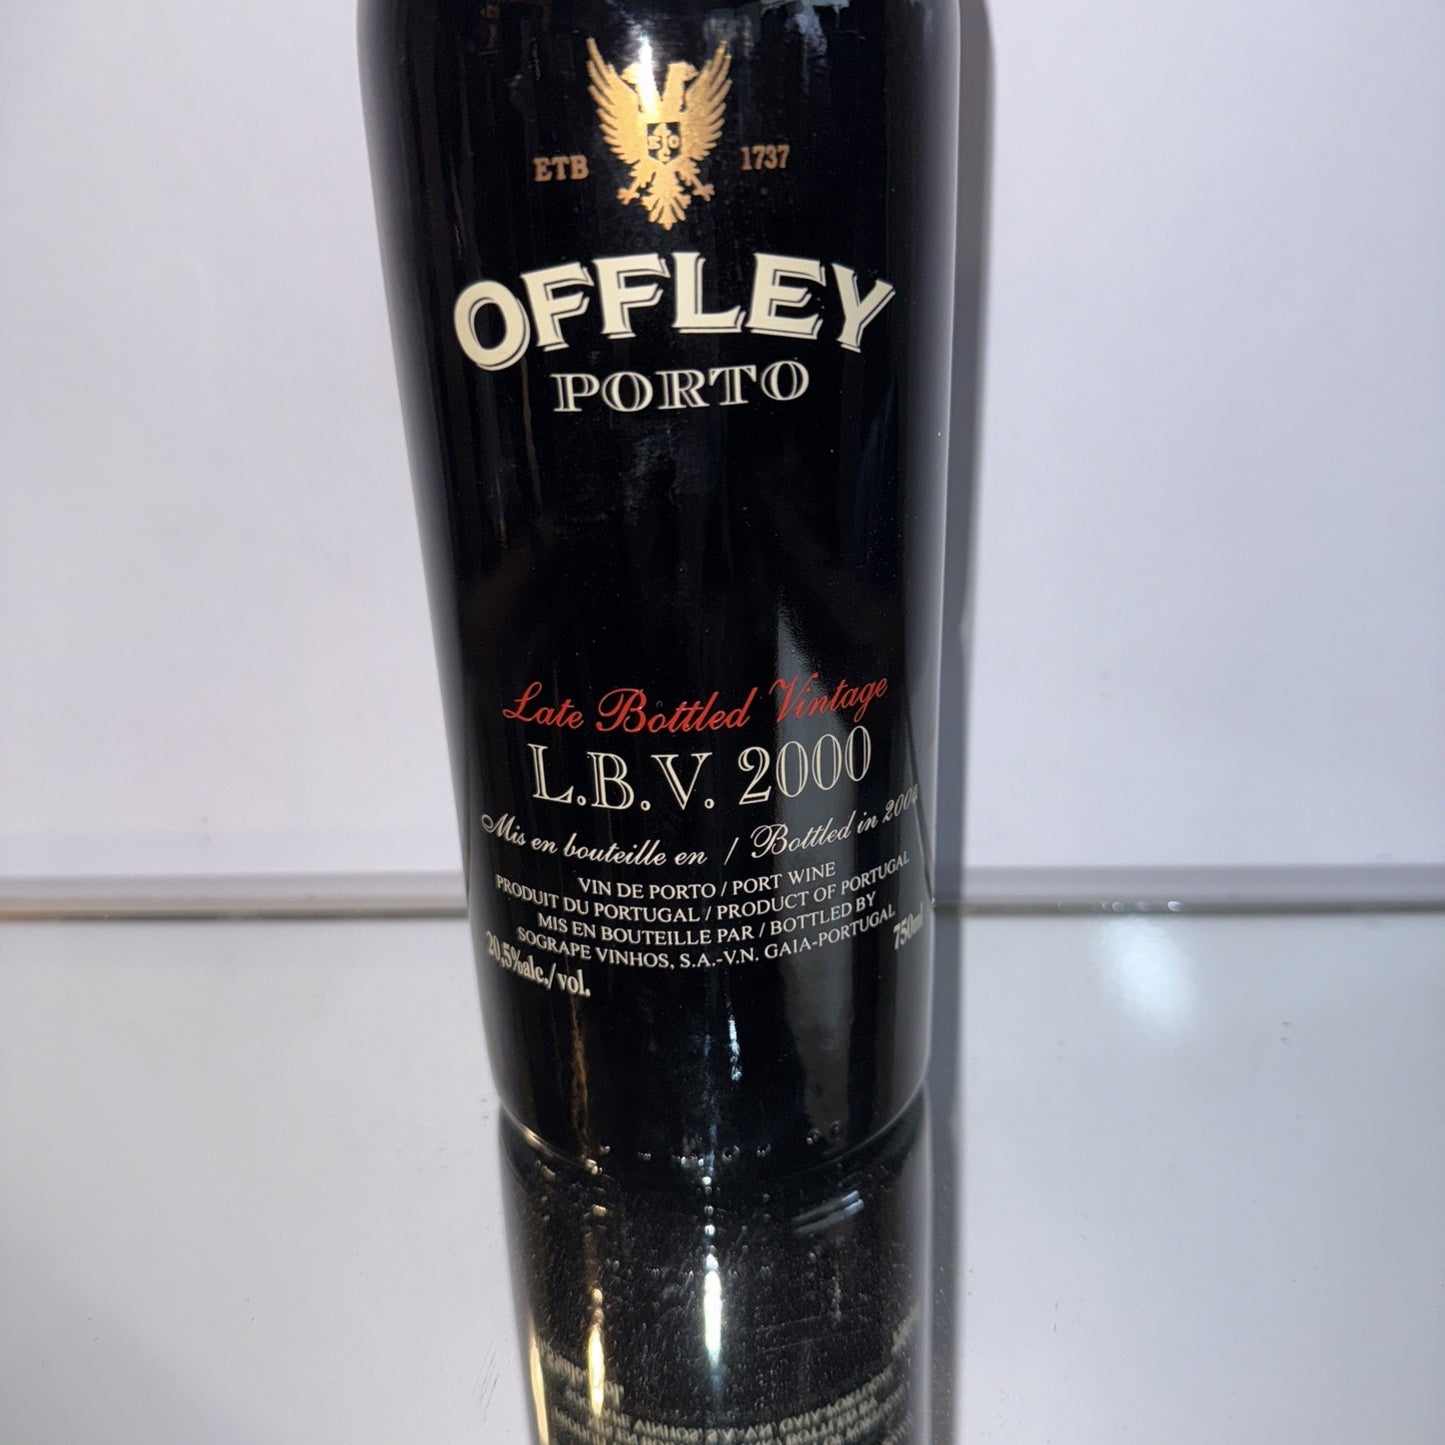 ETB 1737
OFFLEY
PORTO
Late Bottled Vintage
L.B.V. 2000
Mis en bouteille en / Bottled in 2004
VIN DE PORTO / PORT WINE
PRODUIT DU PORTUGAL / PRODUCT OF PORTUGAL
MIS EN BOUTEILLE PAR / BOTTLED BY
SOGRAPE VINHOS, S.A.-V.N. GAIA-PORTUGAL
20,5%alc./vol. 750ml